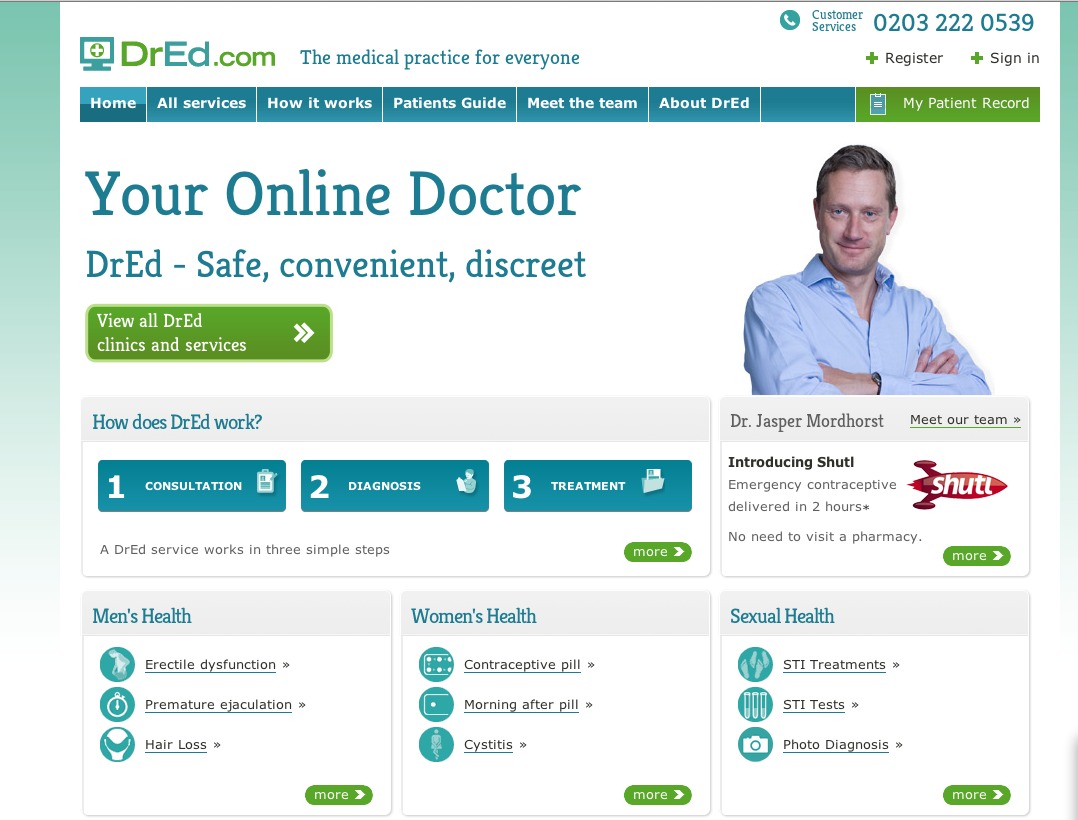 Customer
Services
0203 222 0539
DrEd.com
The medical practice for everyone
Register
Sign in
Home
All services
How it works
Patients Guide
Meet the team
About DrEd
My Patient Record
Your Online Doctor
DrEd - Safe, convenient, discreet
View all DrEd
clinics and services
How does DrEd work?
1 CONSULTATION
2 DIAGNOSIS
3 TREATMENT
A DrEd service works in three simple steps
more
Dr. Jasper Mordhorst
Meet our team »
Introducing Shutl
Emergency contraceptive
delivered in 2 hours*
shutl
No need to visit a pharmacy.
more
Men's Health
Erectile dysfunction »
Premature ejaculation »
Hair Loss »
more
Women's Health
Contraceptive pill »
Morning after pill »
Cystitis »
more
Sexual Health
STI Treatments »
STI Tests »
Photo Diagnosis »
more